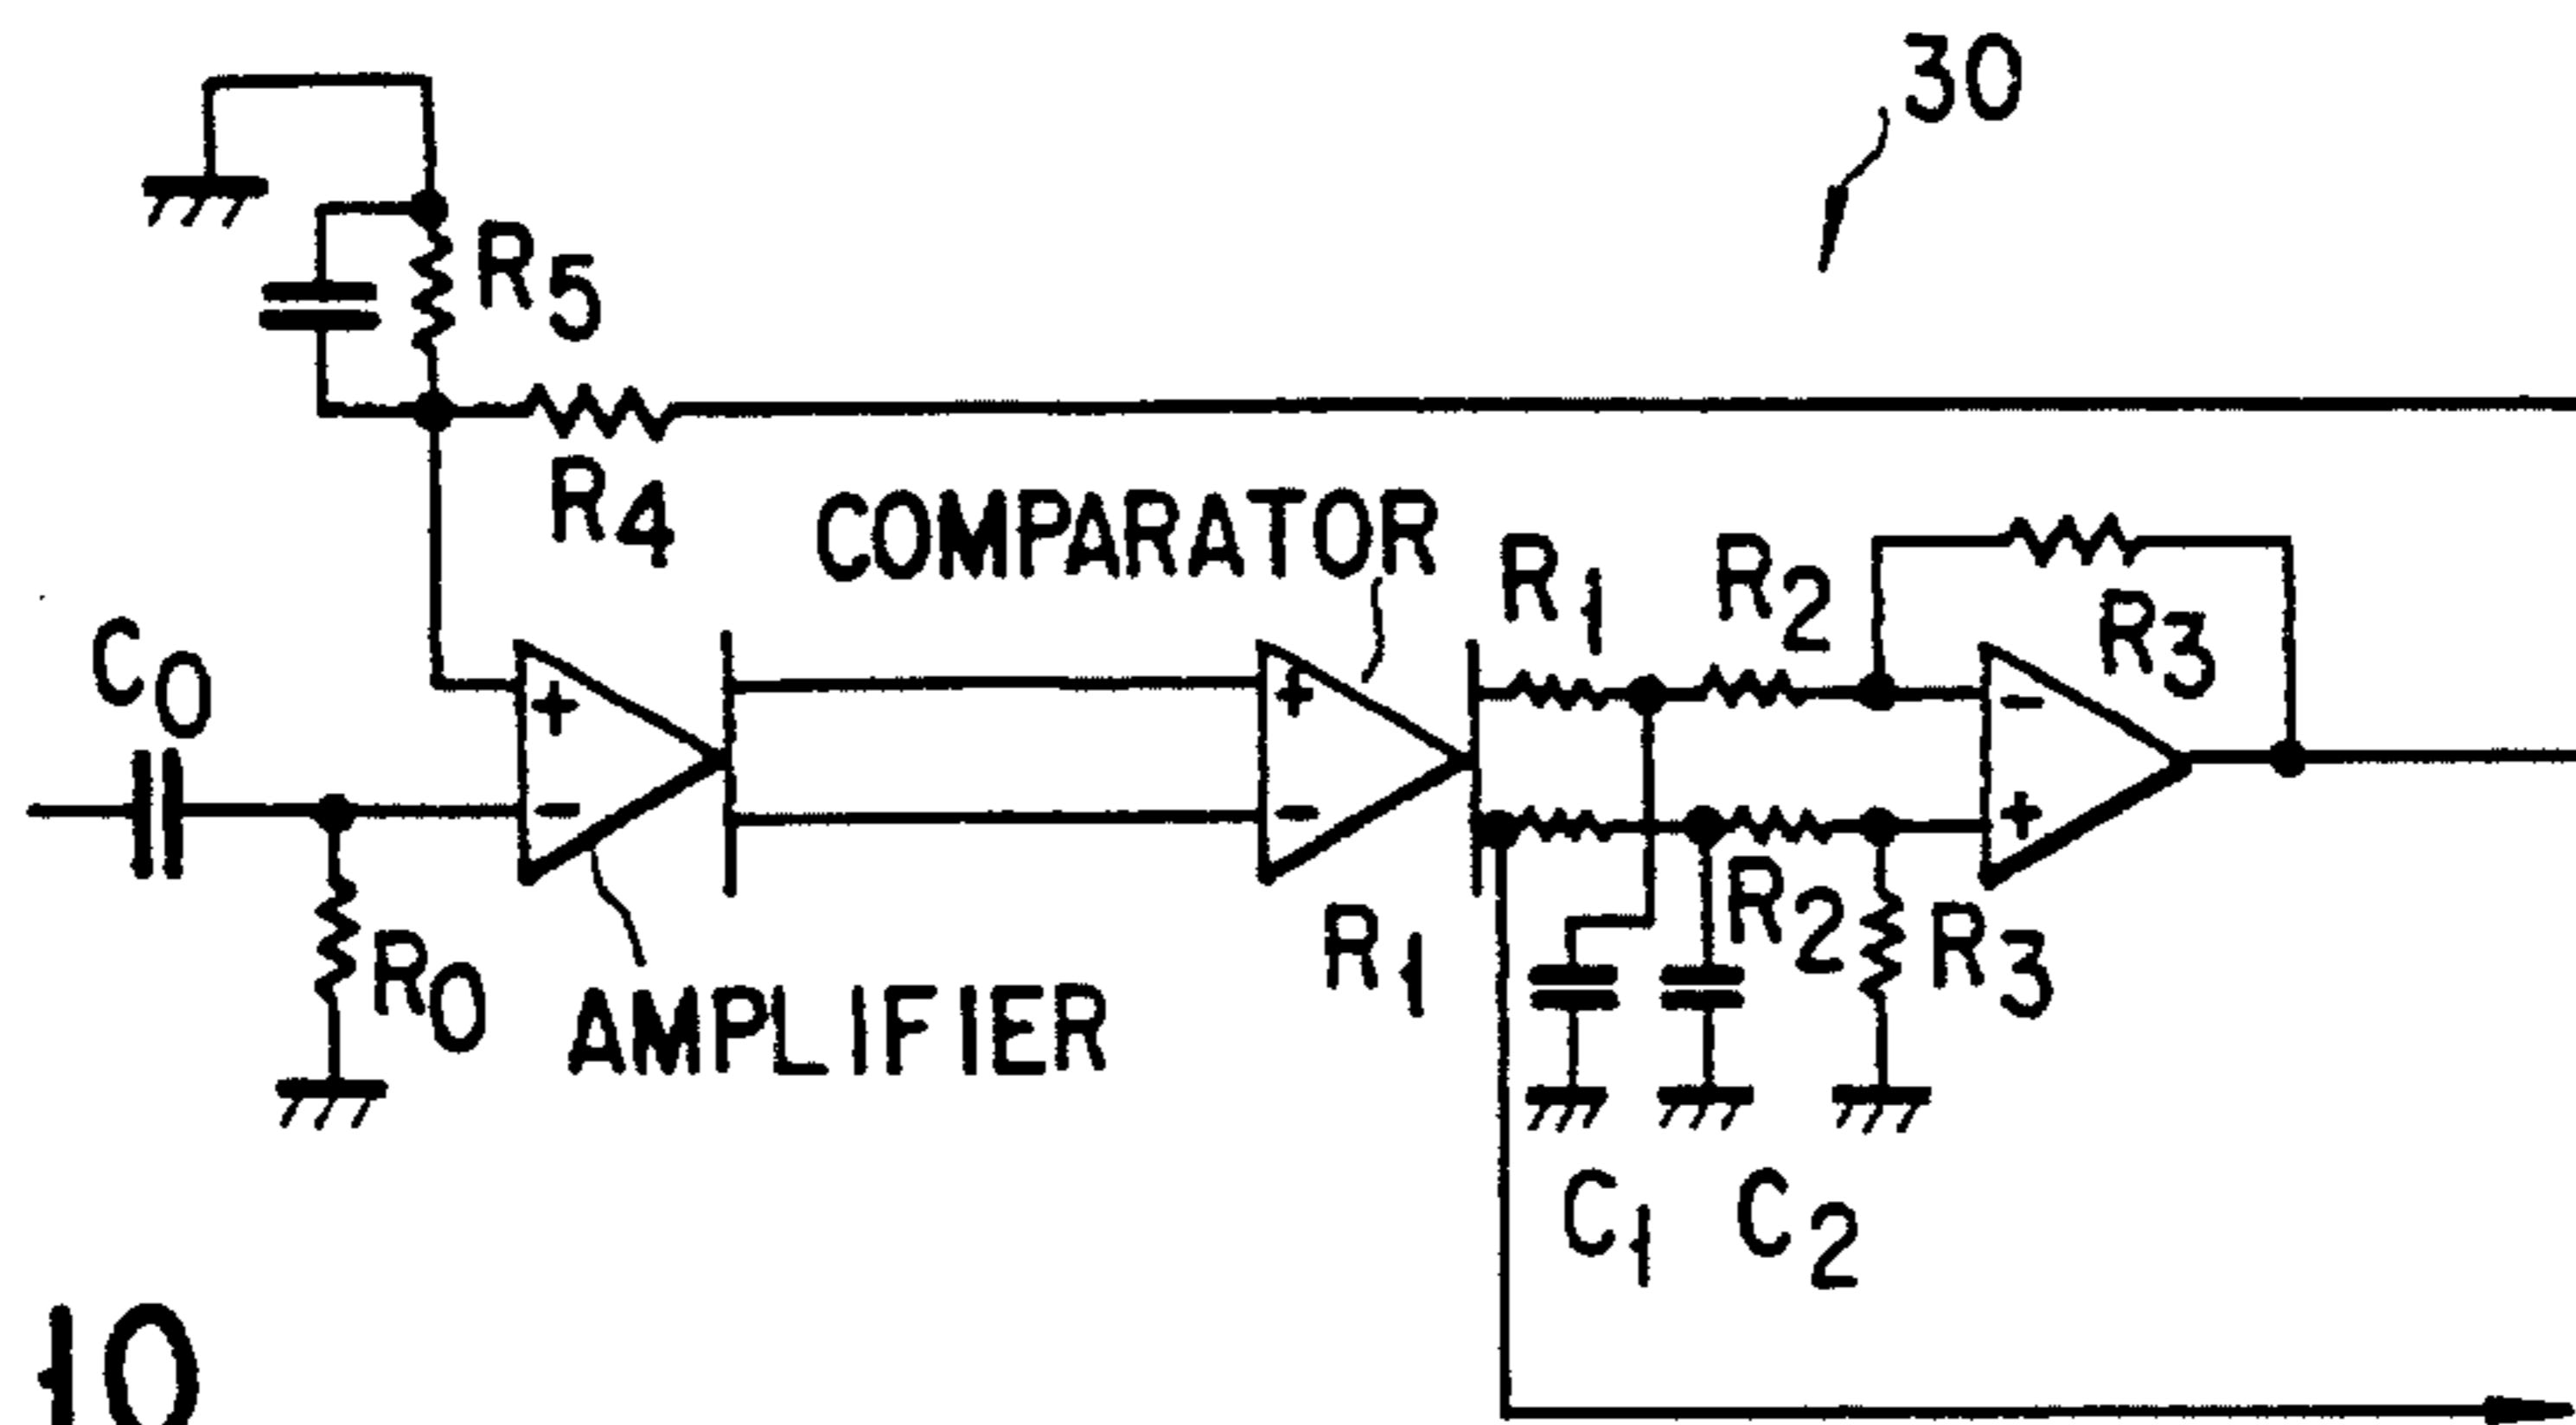 30
R5
R4
COMPARATOR
R1
R2
R3
C0
+
-
+
-
-
+
R0
AMPLIFIER
R1
R2
R3
C1
C2
10